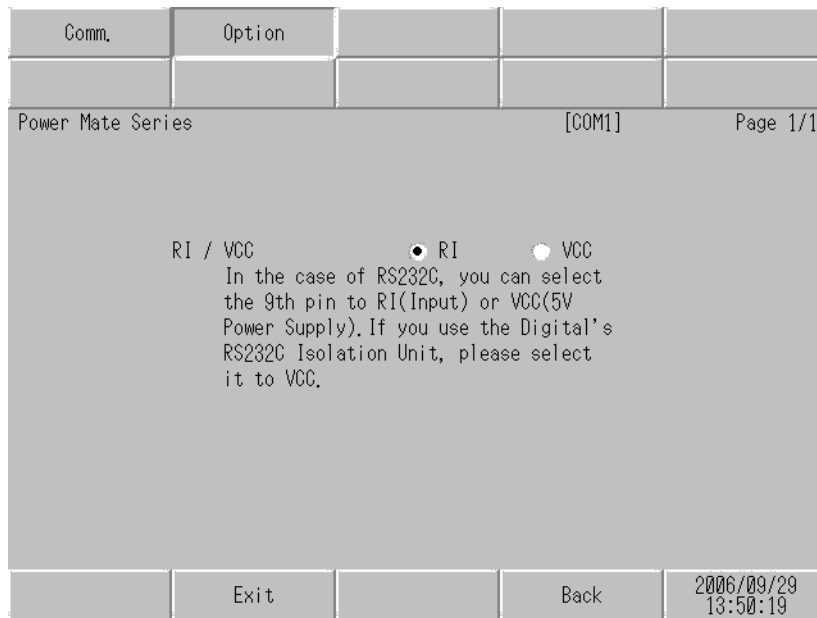 Comm. Option
Power Mate Series [COM1] Page 1/1
RI / VCC RI VCC
In the case of RS232C, you can select
the 9th pin to RI(Input) or VCC(5V
Power Supply).If you use the Digital's
RS232C Isolation Unit, please select
it to VCC.
Exit Back 2006/09/29
13:50:19